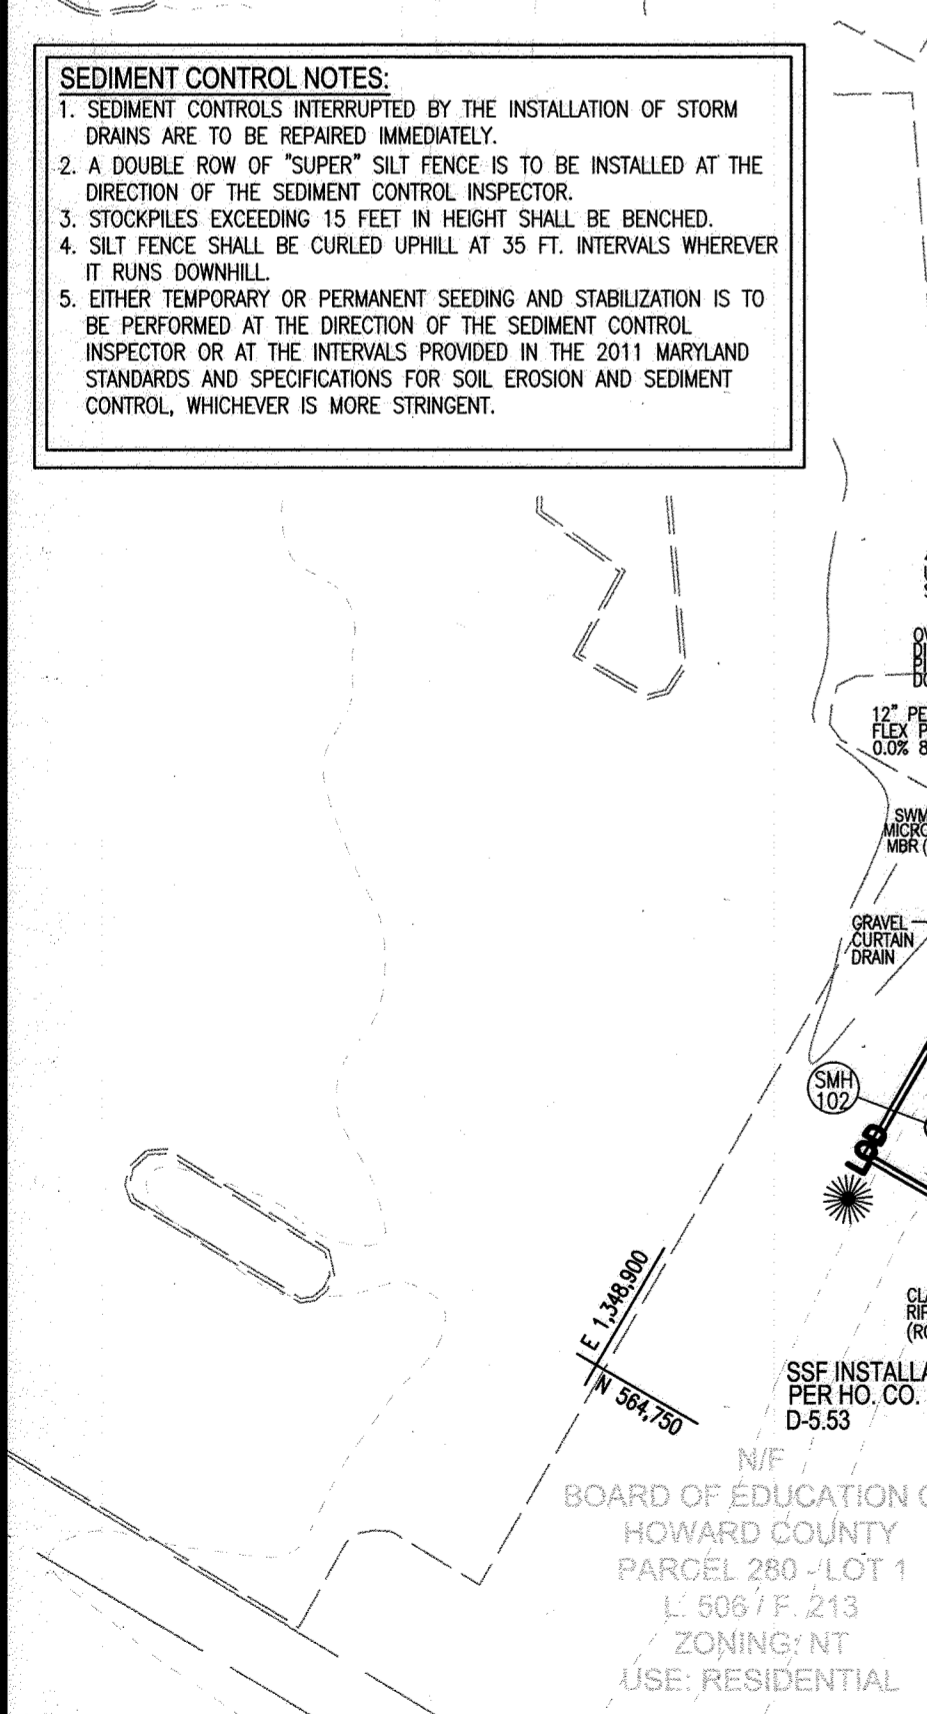 SEDIMENT CONTROL NOTES:
1. SEDIMENT CONTROLS INTERRUPTED BY THE INSTALLATION OF STORM
DRAINS ARE TO BE REPAIRED IMMEDIATELY.
2. A DOUBLE ROW OF "SUPER" SILT FENCE IS TO BE INSTALLED AT THE
DIRECTION OF THE SEDIMENT CONTROL INSPECTOR.
3. STOCKPILES EXCEEDING 15 FEET IN HEIGHT SHALL BE BENCHED.
4. SILT FENCE SHALL BE CURLED UPHILL AT 35 FT. INTERVALS WHEREVER
IT RUNS DOWNHILL.
5. EITHER TEMPORARY OR PERMANENT SEEDING AND STABILIZATION IS TO
BE PERFORMED AT THE DIRECTION OF THE SEDIMENT CONTROL
INSPECTOR OR AT THE INTERVALS PROVIDED IN THE 2011 MARYLAND
STANDARDS AND SPECIFICATIONS FOR SOIL EROSION AND SEDIMENT
CONTROL, WHICHEVER IS MORE STRINGENT.
12" PE
FLEX P
0.0% 8
SWM
MICRO
MBR (
GRAVEL
CURTAIN
DRAIN
SMH
102
LOD
E 1,348,900
N 564,750
CLA
RIP
(RO
SSF INSTALLA
PER HO. CO.
D-5.53
N/F
BOARD OF EDUCATION O
HOWARD COUNTY
PARCEL 280 - LOT 1
L. 506 / F. 213
ZONING: NT
USE: RESIDENTIAL